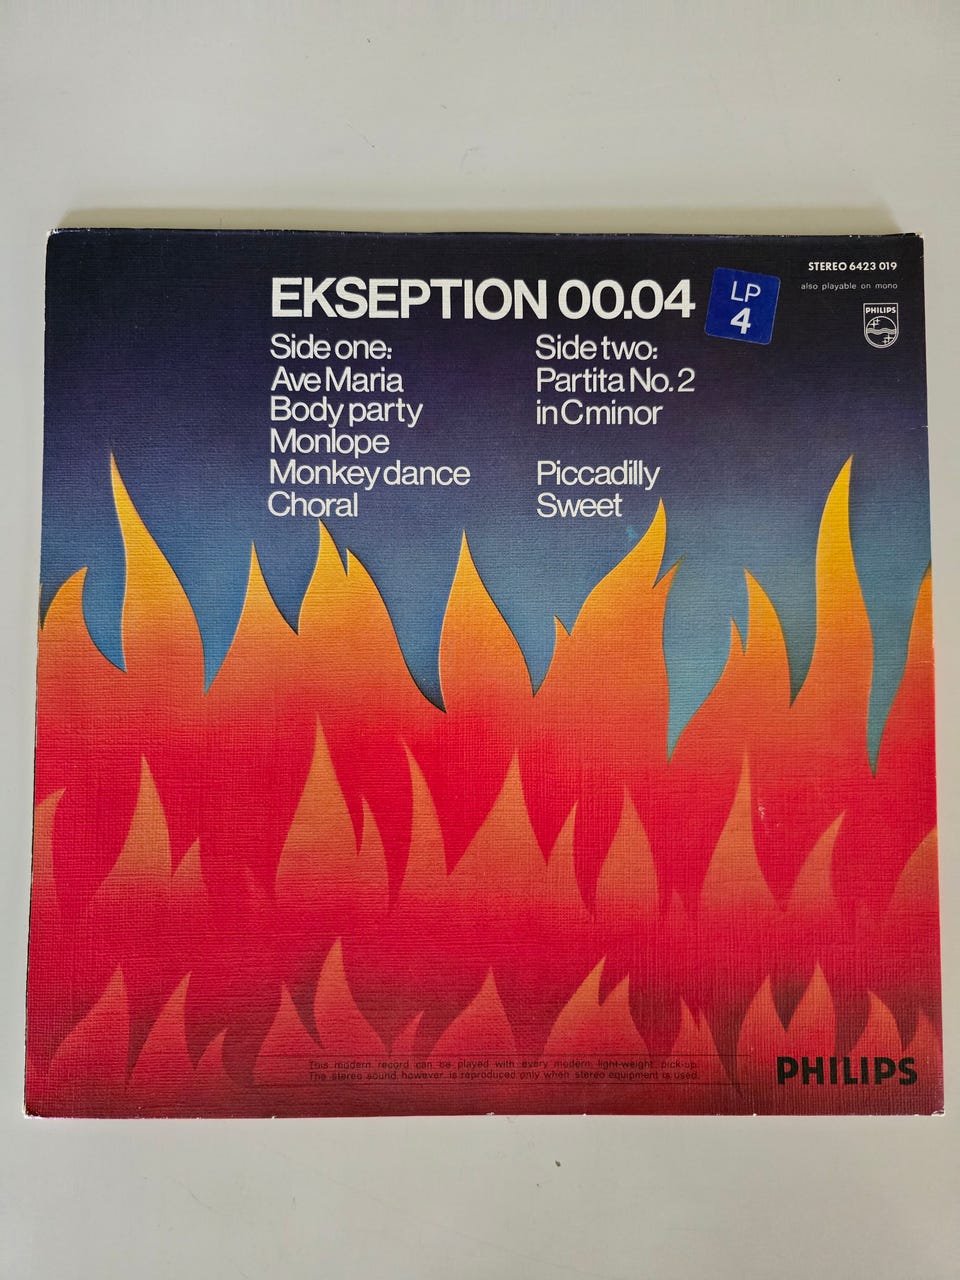 STEREO 6423 019
also playable on mono
PHILIPS
EKSEPTION 00.04
LP
4
Side one:
Ave Maria
Body party
Monlope
Monkey dance
Choral
Side two:
Partita No. 2
in C minor
Piccadilly
Sweet
This modern record can be played with every modern light-weight pick-up.
The stereo sound, however, is reproduced only when stereo equipment is used.
PHILIPS